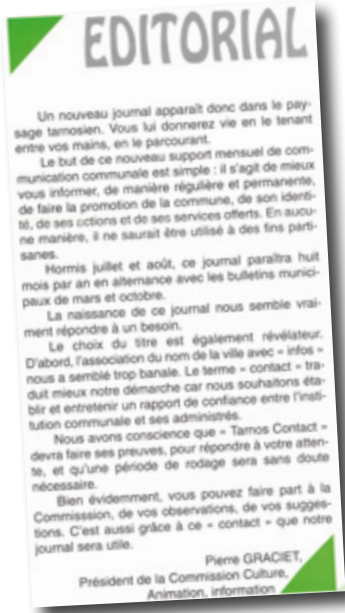 EDITORIAL
Un nouveau journal apparaît donc dans le pay-
sage tarnosien. Vous lui donnerez vie en le tenant
entre vos mains, en le parcourant.
Le but de ce nouveau support mensuel de com-
munication communale est simple : il s'agit de mieux
vous informer, de manière régulière et permanente,
de faire la promotion de la commune, de son identi-
té, de ses actions et de ses services offerts. En aucu-
ne manière, il ne saurait être utilisé à des fins parti-
sanes.
Hormis juillet et août, ce journal paraîtra huit
mois par an en alternance avec les bulletins munici-
paux de mars et octobre.
La naissance de ce journal nous semble vrai-
ment répondre à un besoin.
Le choix du titre est également révélateur.
D'abord, l'association du nom de la ville avec « infos »
nous a semblé trop banale. Le terme « contact » tra-
duit mieux notre démarche car nous souhaitons éta-
blir et entretenir un rapport de confiance entre l'insti-
tution communale et ses administrés.
Nous avons conscience que « Tarnos Contact »
devra faire ses preuves, pour répondre à votre atten-
te, et qu'une période de rodage sera sans doute
nécessaire.
Bien évidemment, vous pouvez faire part à la
Commisssion, de vos observations, de vos sugges-
tions. C'est aussi grâce à ce « contact » que notre
journal sera utile.
Pierre GRACIET,
Président de la Commission Culture,
Animation, information